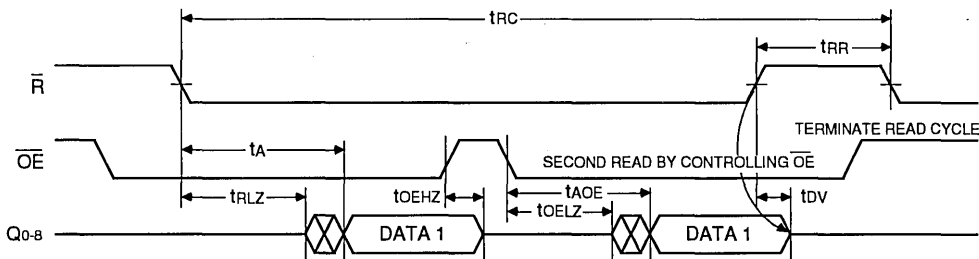 tRC
tRR
R
TERMINATE READ CYCLE
OE
tA
SECOND READ BY CONTROLLING OE
tRLZ
tOEHZ
tAOE
tOELZ
tDV
Q0-8
DATA 1
DATA 1